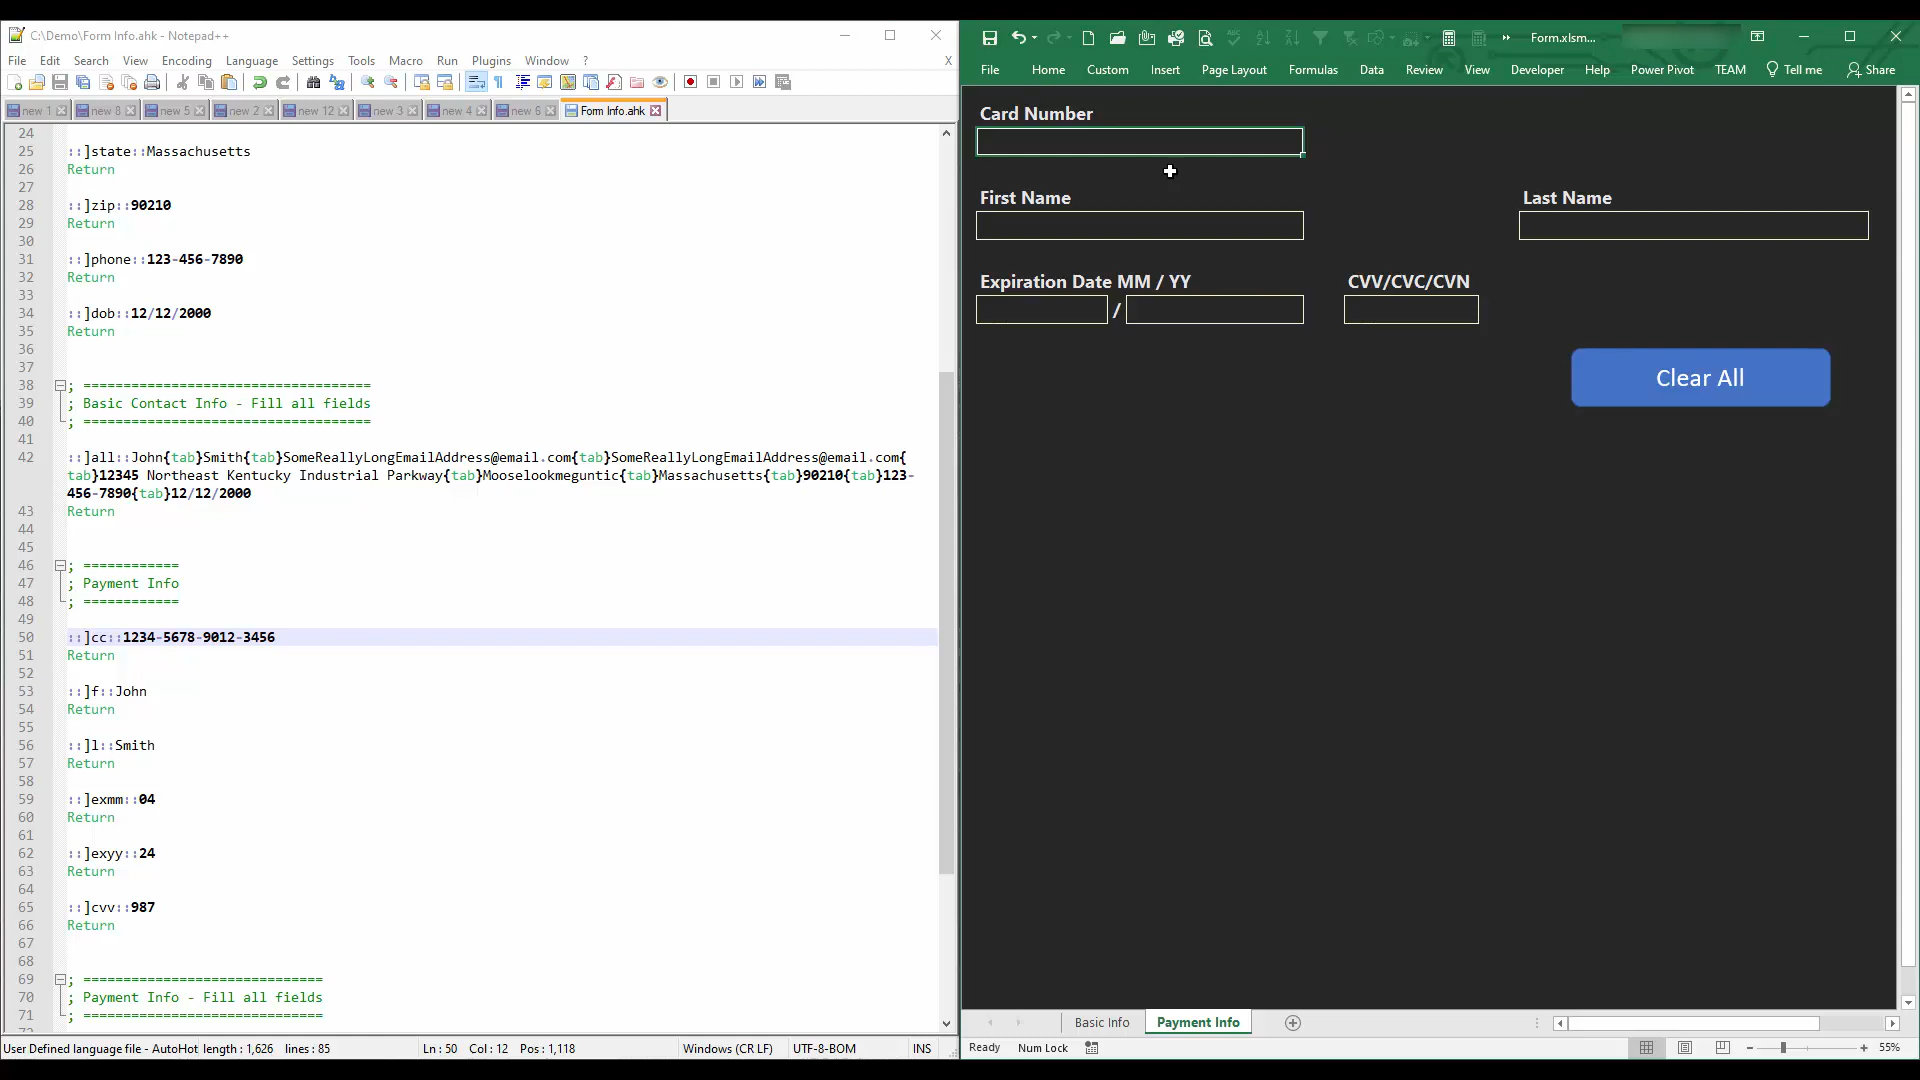 C:\Demo\Form Info.ahk - Notepad++
File Edit Search View Encoding Language Settings Tools Macro Run Plugins Window ? X
new 1 new 8 new 5 new 2 new 12 new 3 new 4 new 6 Form Info.ahk
24
25 ::]state::Massachusetts
26 Return
27
28 ::]zip::90210
29 Return
30
31 ::]phone::123-456-7890
32 Return
33
34 ::]dob::12/12/2000
35 Return
36
37
38 ; ====================================
39 ; Basic Contact Info - Fill all fields
40 ; ====================================
41
42 ::]all::John{tab}Smith{tab}SomeReallyLongEmailAddress@email.com{tab}SomeReallyLongEmailAddress@email.com{
tab}12345 Northeast Kentucky Industrial Parkway{tab}Mooselookmeguntic{tab}Massachusetts{tab}90210{tab}123-
456-7890{tab}12/12/2000
43 Return
44
45
46 ; ============
47 ; Payment Info
48 ; ============
49
50 ::]cc::1234-5678-9012-3456
51 Return
52
53 ::]f::John
54 Return
55
56 ::]l::Smith
57 Return
58
59 ::]exmm::04
60 Return
61
62 ::]exyy::24
63 Return
64
65 ::]cvv::987
66 Return
67
68
69 ; ==============================
70 ; Payment Info - Fill all fields
71 ; ==============================
User Defined language file - AutoHot length : 1,626 lines : 85 Ln : 50 Col : 12 Pos : 1,118 Windows (CR LF) UTF-8-BOM INS
Form.xlsm...
File Home Custom Insert Page Layout Formulas Data Review View Developer Help Power Pivot TEAM Tell me Share
Card Number
First Name Last Name
Expiration Date MM / YY CVV/CVC/CVN
/
Clear All
Basic Info Payment Info
Ready Num Lock 55%